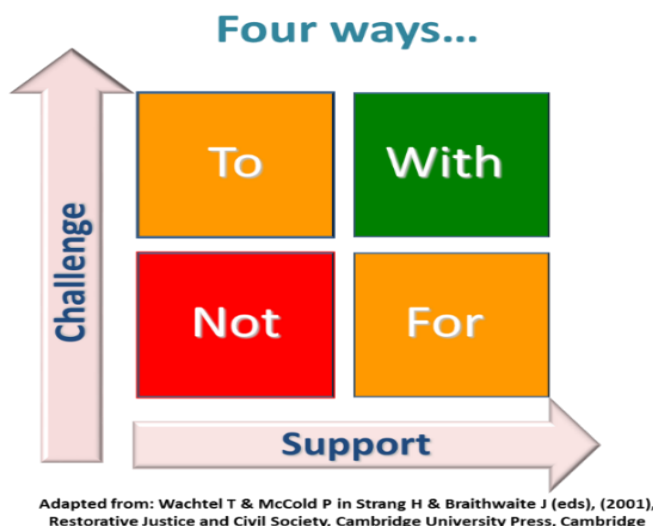 Four ways...
To
With
Challenge
Not
For
Support
Adapted from: Wachtel T & McCold P in Strang H & Braithwaite J (eds), (2001),
Restorative Justice and Civil Society, Cambridge University Press, Cambridge